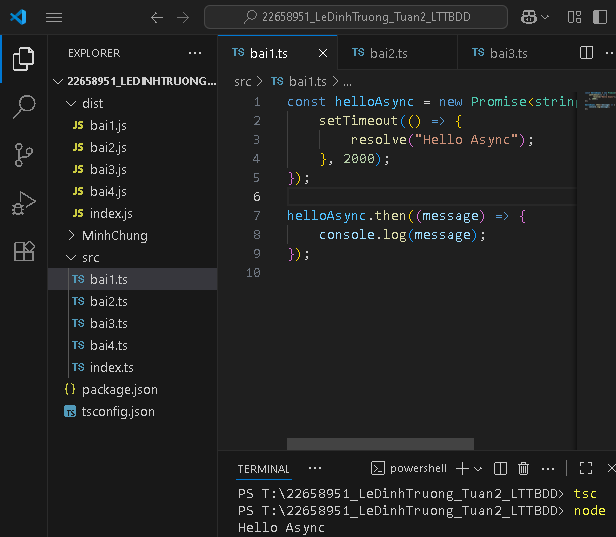 22658951_LeDinhTruong_Tuan2_LTTBDD
EXPLORER
22658951_LEDINHTRUONG...
dist
JS bai1.js
JS bai2.js
JS bai3.js
JS bai4.js
JS index.js
MinhChung
src
TS bai1.ts
TS bai2.ts
TS bai3.ts
TS bai4.ts
TS index.ts
{} package.json
TS tsconfig.json
TS bai1.ts
TS bai2.ts
TS bai3.ts
src > TS bai1.ts > ...
1 const helloAsync = new Promise<string
2 setTimeout(() => {
3 resolve("Hello Async");
4 }, 2000);
5 });
6
7 helloAsync.then((message) => {
8 console.log(message);
9 });
10
TERMINAL
powershell
PS T:\22658951_LeDinhTruong_Tuan2_LTTBDD> tsc
PS T:\22658951_LeDinhTruong_Tuan2_LTTBDD> node
Hello Async